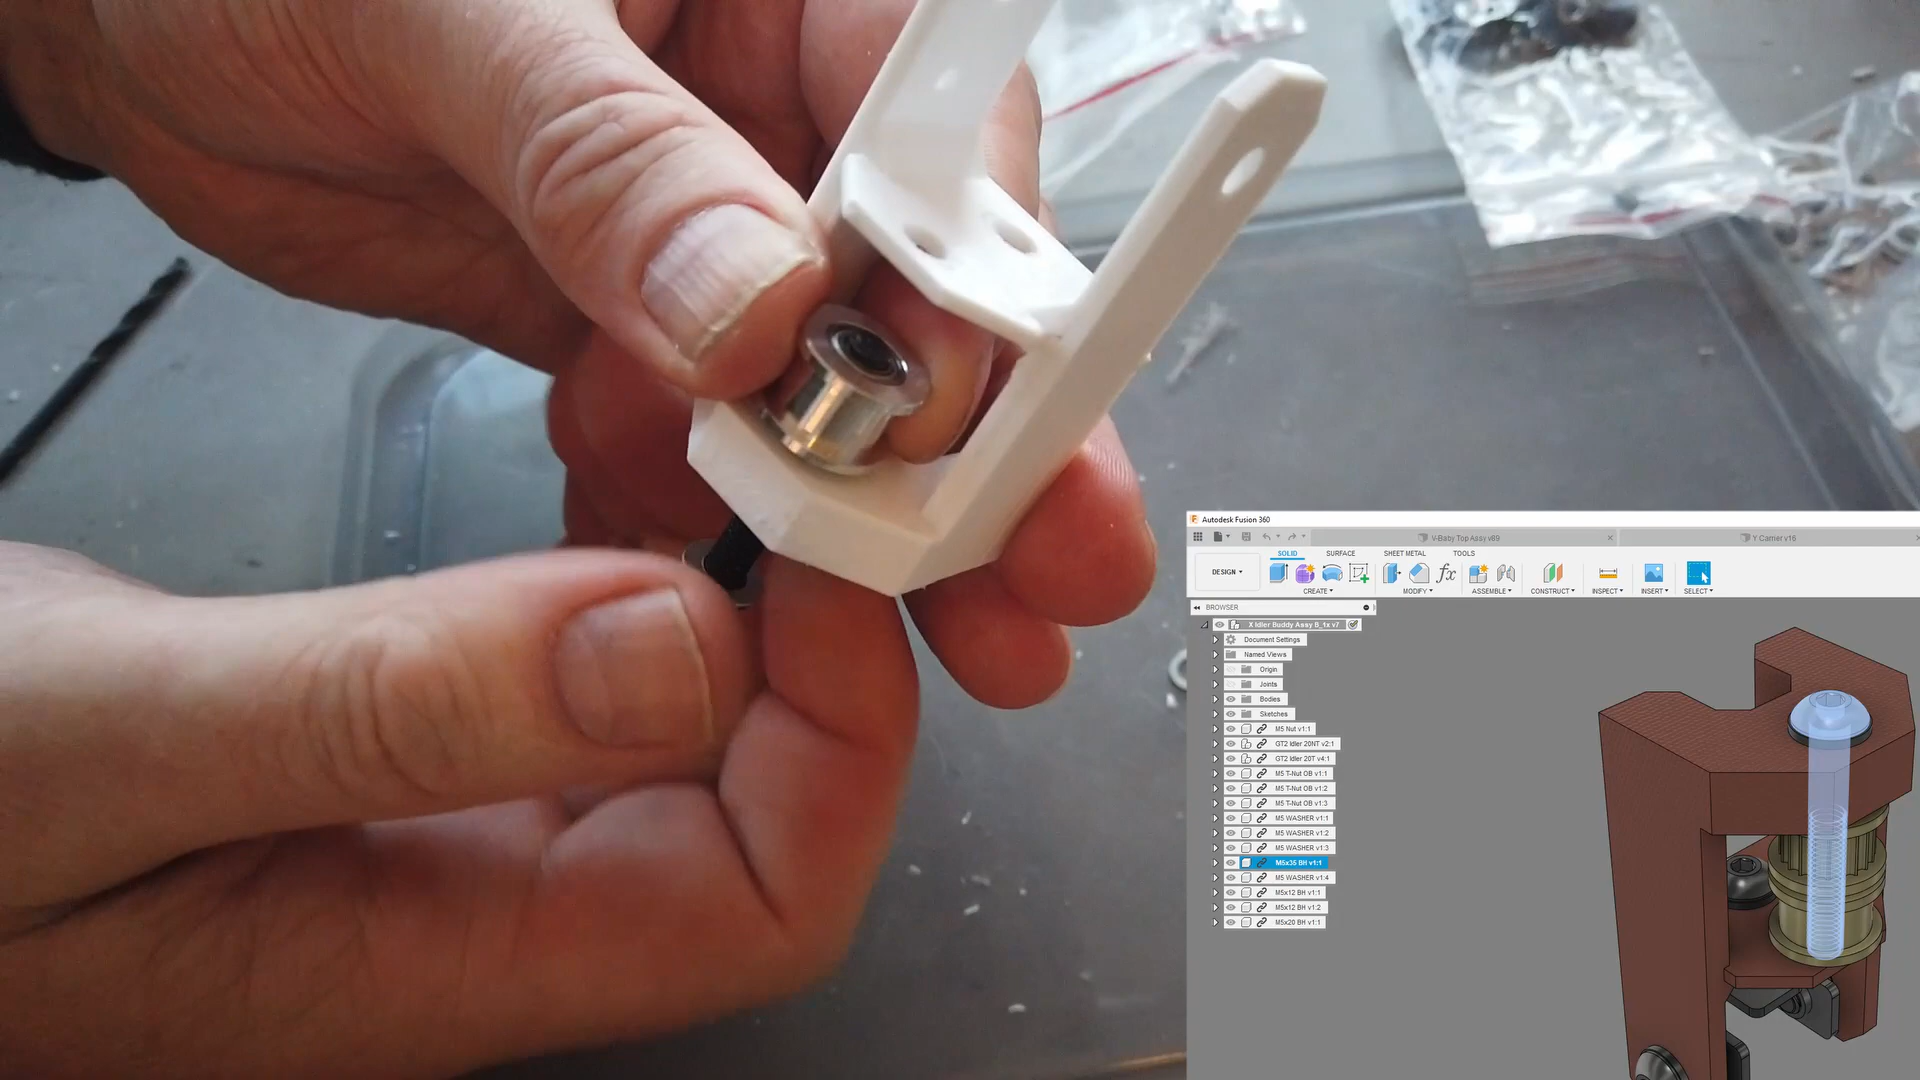 Autodesk Fusion 360
V-Baby Top Assy v89
Y Carrier v16
SOLID SURFACE SHEET METAL TOOLS
DESIGN
CREATE MODIFY ASSEMBLE CONSTRUCT INSPECT INSERT SELECT
BROWSER
X Idler Buddy Assy B_1x v7
Document Settings
Named Views
Origin
Joints
Bodies
Sketches
M5 Nut v1:1
GT2 Idler 20NT v2:1
GT2 Idler 20T v4:1
M5 T-Nut OB v1:1
M5 T-Nut OB v1:2
M5 T-Nut OB v1:3
M5 WASHER v1:1
M5 WASHER v1:2
M5 WASHER v1:3
M5x35 BH v1:1
M5 WASHER v1:4
M5x12 BH v1:1
M5x12 BH v1:2
M5x20 BH v1:1